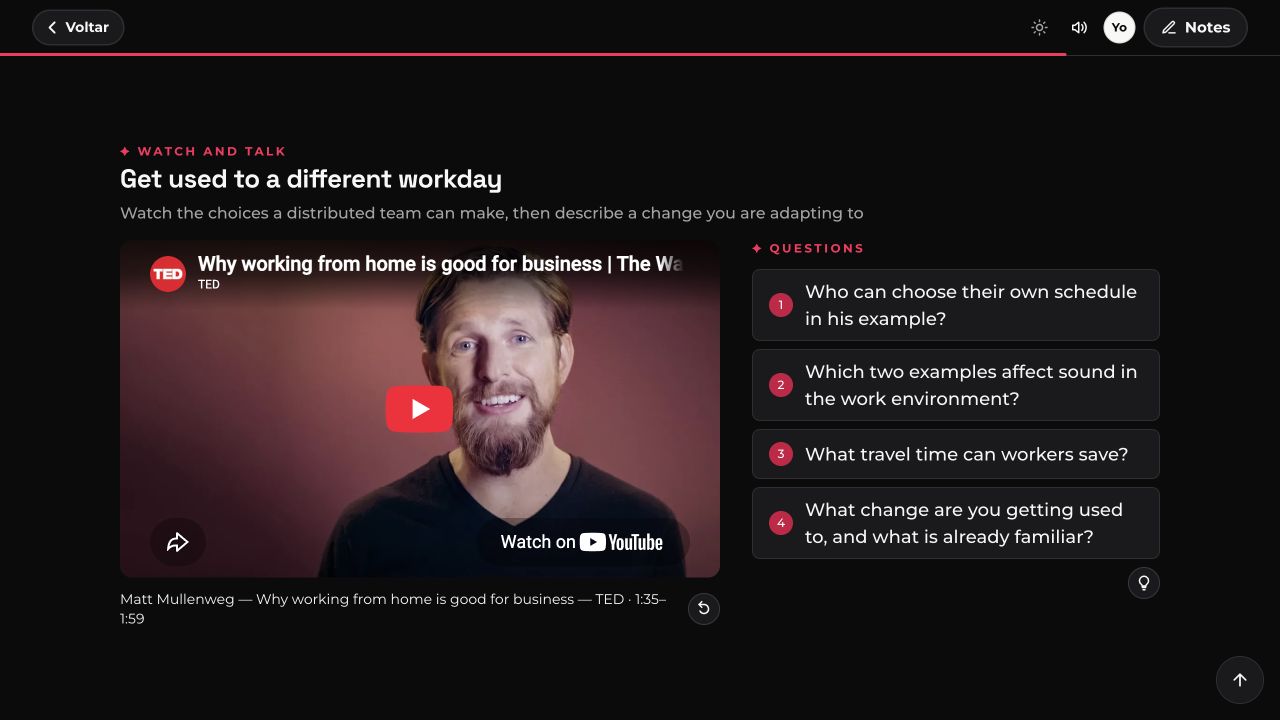 Voltar
Yo
Notes
WATCH AND TALK
Get used to a different workday
Watch the choices a distributed team can make, then describe a change you are adapting to
TED
Why working from home is good for business | The Wa
TED
Watch on YouTube
Matt Mullenweg — Why working from home is good for business — TED · 1:35–
1:59
QUESTIONS
1
Who can choose their own schedule
in his example?
2
Which two examples affect sound in
the work environment?
3
What travel time can workers save?
4
What change are you getting used
to, and what is already familiar?